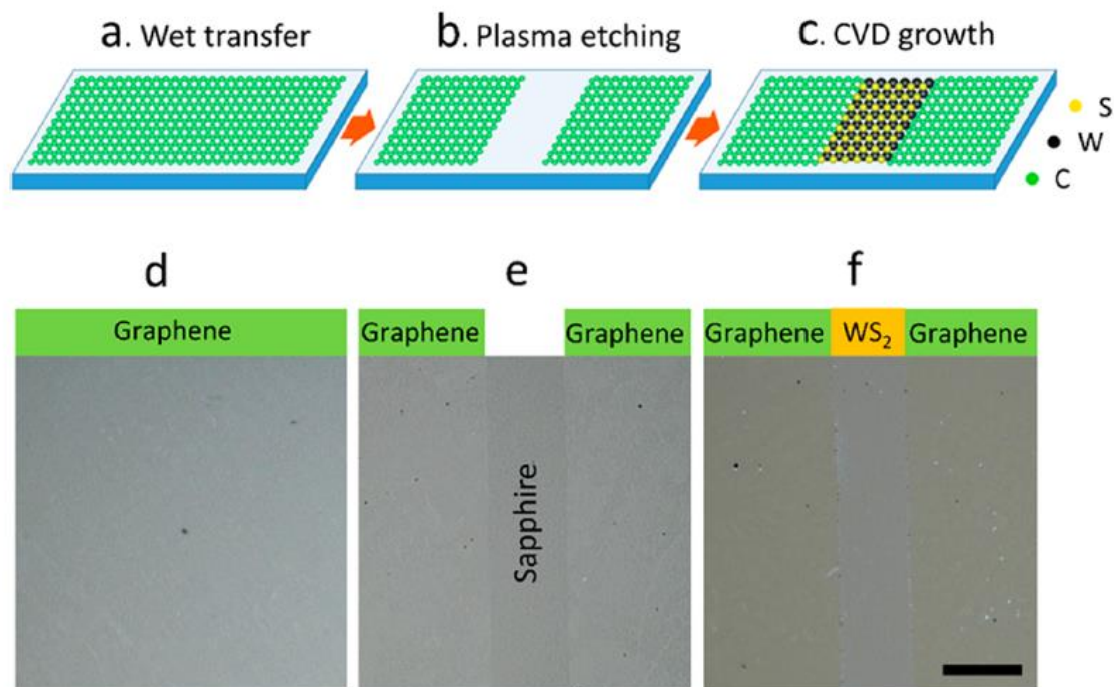 a. Wet transfer
b. Plasma etching
c. CVD growth
S
W
C
d
e
f
Graphene
Graphene
Graphene
Graphene
WS₂
Graphene
Sapphire